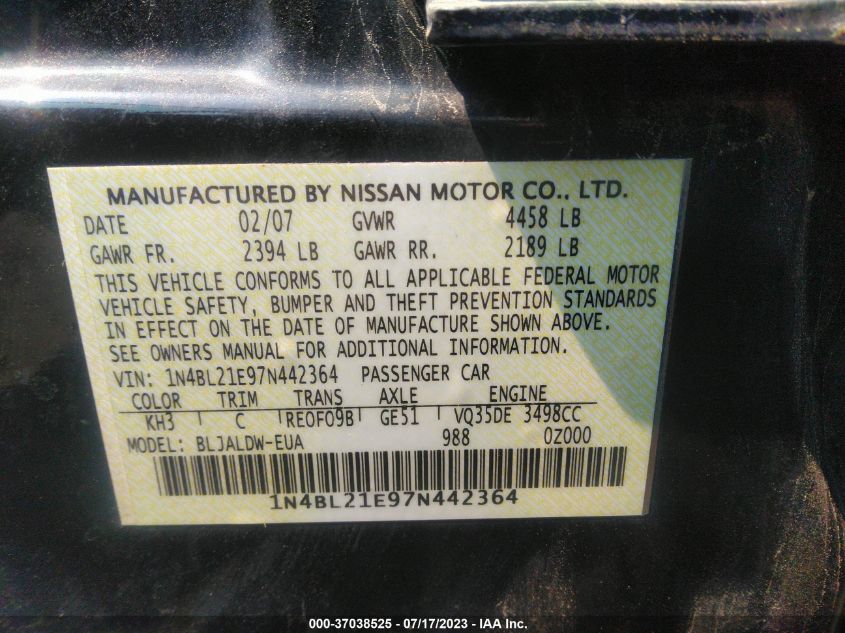 MANUFACTURED BY NISSAN MOTOR CO., LTD.
DATE 02/07 GVWR 4458 LB
GAWR FR. 2394 LB GAWR RR. 2189 LB
THIS VEHICLE CONFORMS TO ALL APPLICABLE FEDERAL MOTOR
VEHICLE SAFETY, BUMPER AND THEFT PREVENTION STANDARDS
IN EFFECT ON THE DATE OF MANUFACTURE SHOWN ABOVE.
SEE OWNERS MANUAL FOR ADDITIONAL INFORMATION.
VIN: 1N4BL21E97N442364 PASSENGER CAR
COLOR TRIM TRANS AXLE ENGINE
KH3 C RE0F09B GE51 VQ35DE 3498CC
MODEL: BLJALDW-EUA 988 0Z000
1N4BL21E97N442364
000-37038525 - 07/17/2023 - IAA Inc.